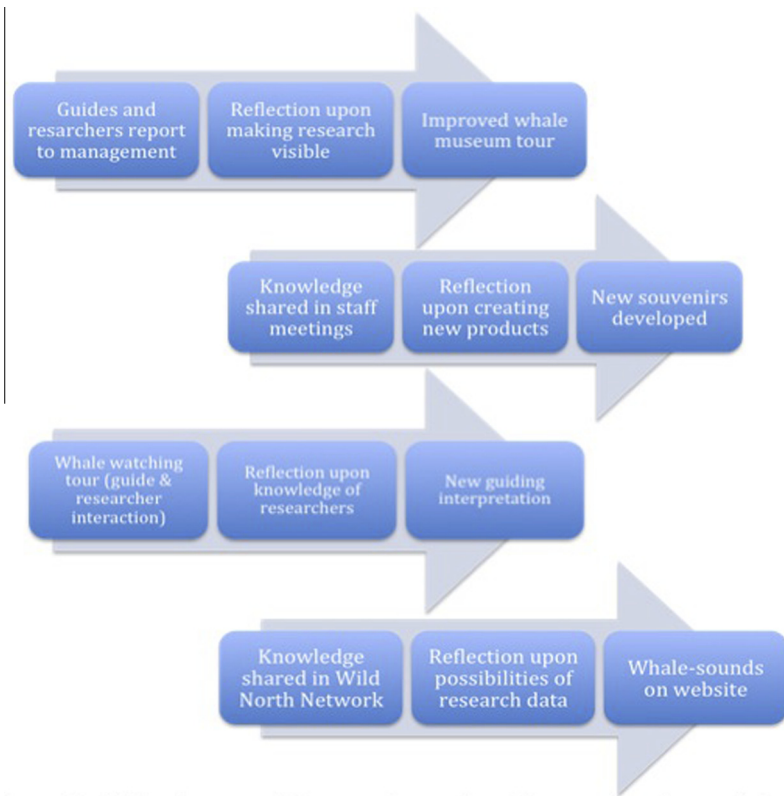 Guides and
resarchers report
to management
Reflection upon
making research
visible
Improved whale
museum tour
Knowledge
shared in staff
meetings
Reflection
upon creating
new products
New souvenirs
developed
Whale watching
tour (guide &
researcher
interaction)
Reflection upon
knowledge of
researchers
New guiding
interpretation
Knowledge
shared in Wild
North Network
Reflection upon
possibilities of
research data
Whale-sounds
on website